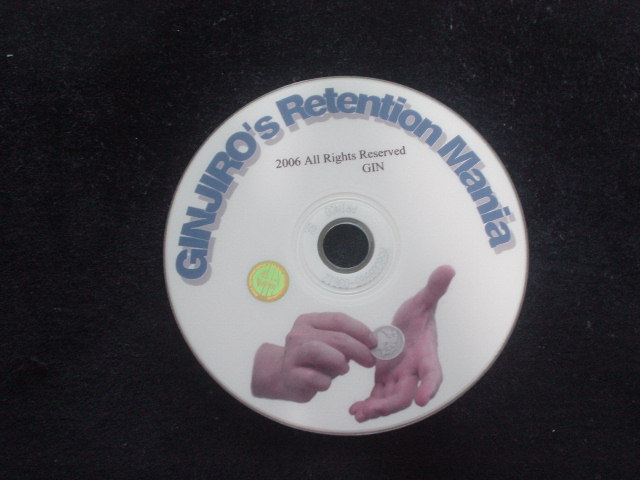 GINJIRO's Retention Mania
2006 All Rights Reserved
GIN